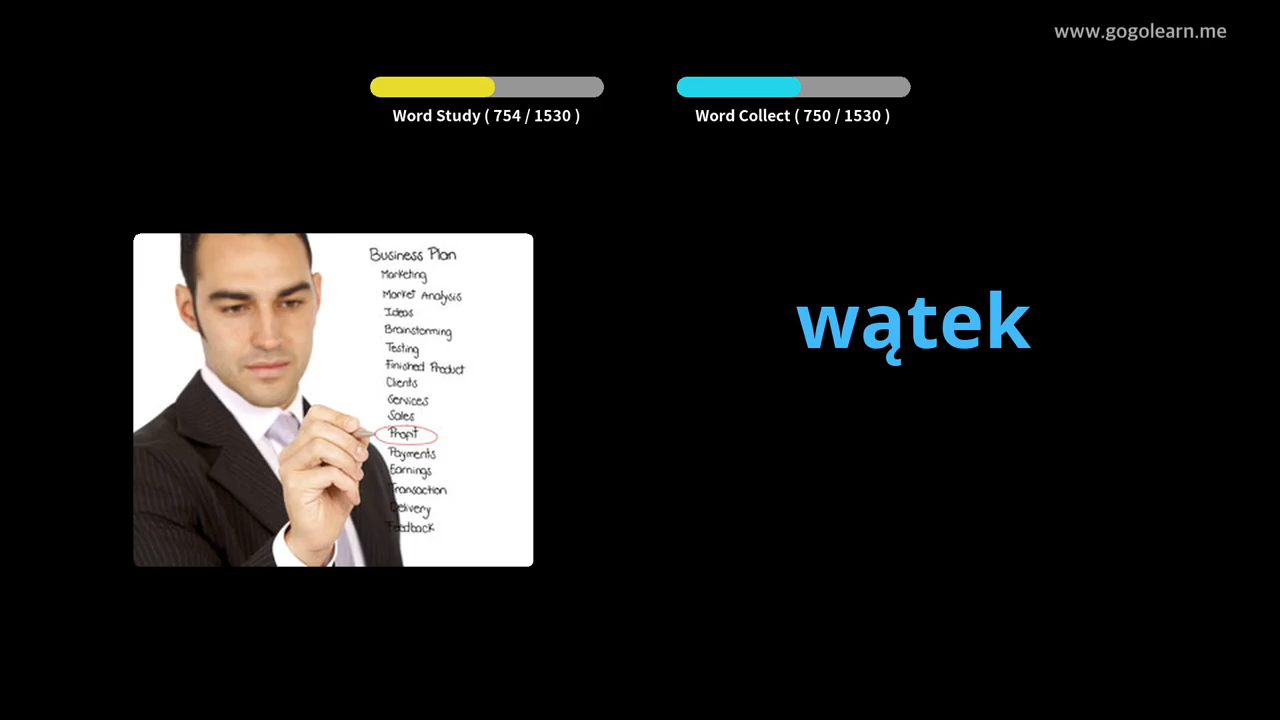 www.gogolearn.me
Word Study ( 754 / 1530 )
Word Collect ( 750 / 1530 )
Business Plan
Marketing
Market Analysis
Ideas
Brainstorming
Testing
Finished Product
Clients
Services
Sales
Profit
Payments
Earnings
Transaction
Delivery
Feedback
wątek